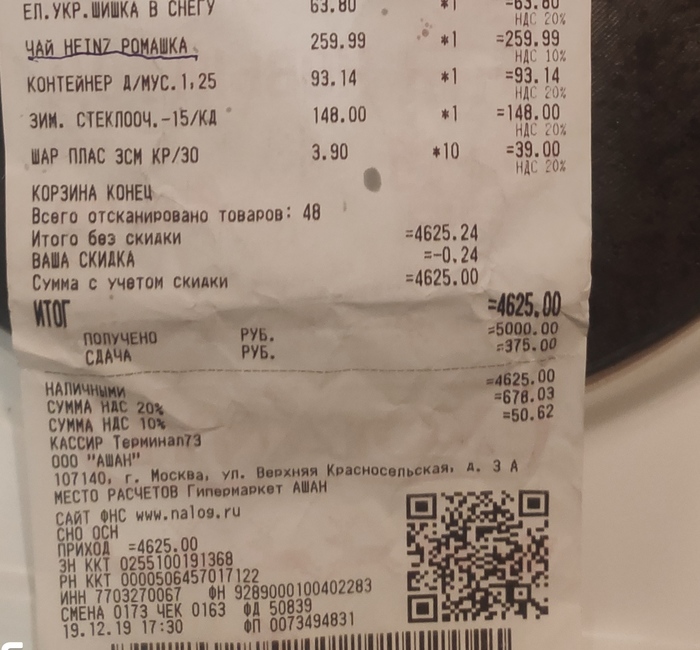 ЕЛ.УКР.ШИШКА В СНЕГУ 63.80 *1 =63.80
НДС 20%
ЧАЙ HEINZ РОМАШКА 259.99 *1 =259.99
НДС 10%
КОНТЕЙНЕР Д/МУС.1,25 93.14 *1 =93.14
НДС 20%
ЗИМ. СТЕКЛООЧ.-15/КД 148.00 *1 =148.00
НДС 20%
ШАР ПЛАС ЗСМ КР/30 3.90 *10 =39.00
НДС 20%
КОРЗИНА КОНЕЦ
Всего отсканировано товаров: 48
Итого без скидки =4625.24
ВАША СКИДКА =-0.24
Сумма с учетом скидки =4625.00
ИТОГ =4625.00
ПОЛУЧЕНО РУБ. =5000.00
СДАЧА РУБ. =375.00
НАЛИЧНЫМИ =4625.00
СУММА НДС 20% =678.03
СУММА НДС 10% =50.62
КАССИР Терминал73
ООО "АШАН"
107140, г. Москва, ул. Верхняя Красносельская, д. 3 А
МЕСТО РАСЧЕТОВ Гипермаркет АШАН
САЙТ ФНС www.nalog.ru
СНО ОСН
ПРИХОД =4625.00
ЗН ККТ 0255100191368
РН ККТ 0000506457017122
ИНН 7703270067 ФН 9289000100402283
СМЕНА 0173 ЧЕК 0163 ФД 50839
19.12.19 17:30 ФП 0073494831